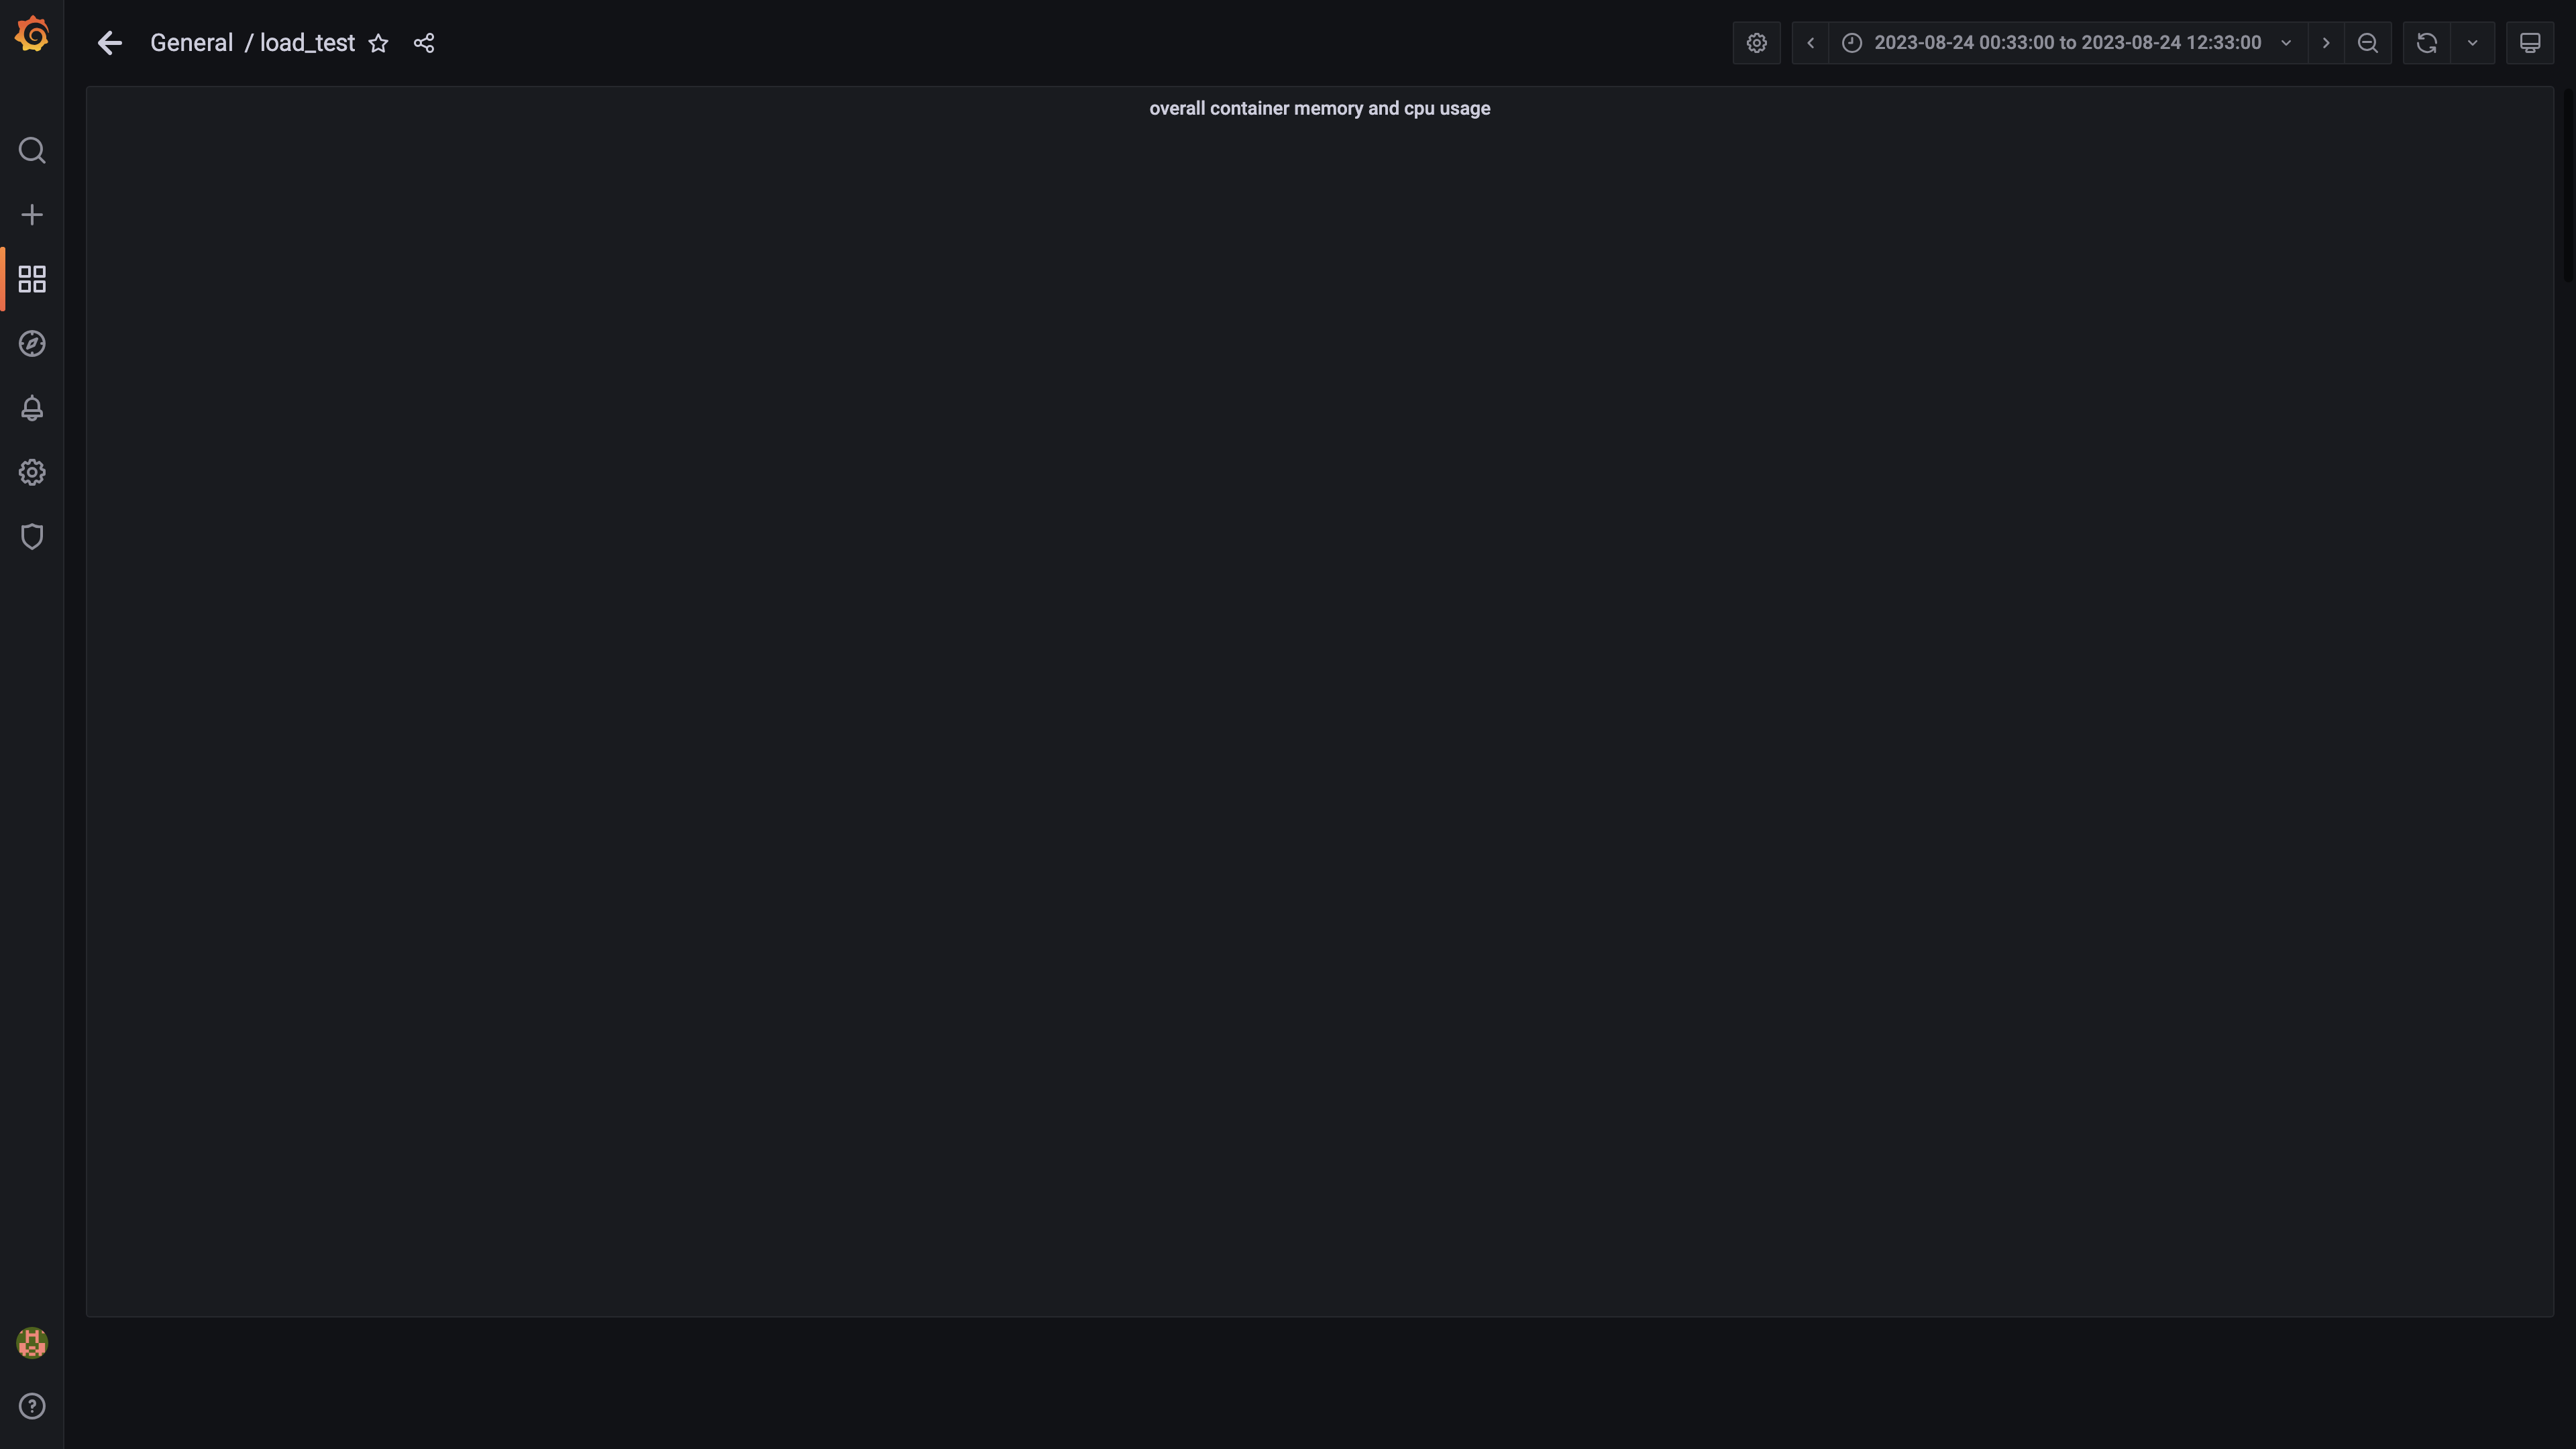 General / load_test
2023-08-24 00:33:00 to 2023-08-24 12:33:00
overall container memory and cpu usage